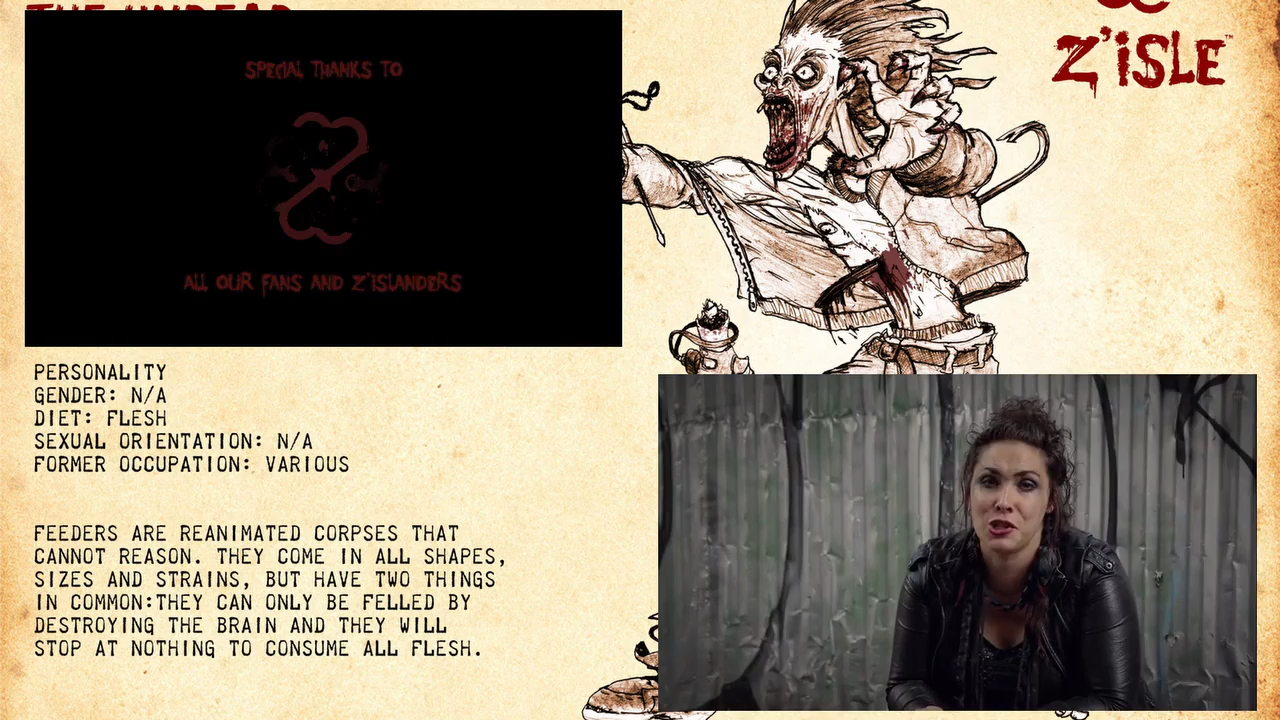 THE UNDEAD
SPECIAL THANKS TO
ALL OUR FANS AND Z'ISLANDERS
Z'ISLE™
PERSONALITY
GENDER: N/A
DIET: FLESH
SEXUAL ORIENTATION: N/A
FORMER OCCUPATION: VARIOUS
FEEDERS ARE REANIMATED CORPSES THAT
CANNOT REASON. THEY COME IN ALL SHAPES,
SIZES AND STRAINS, BUT HAVE TWO THINGS
IN COMMON:THEY CAN ONLY BE FELLED BY
DESTROYING THE BRAIN AND THEY WILL
STOP AT NOTHING TO CONSUME ALL FLESH.